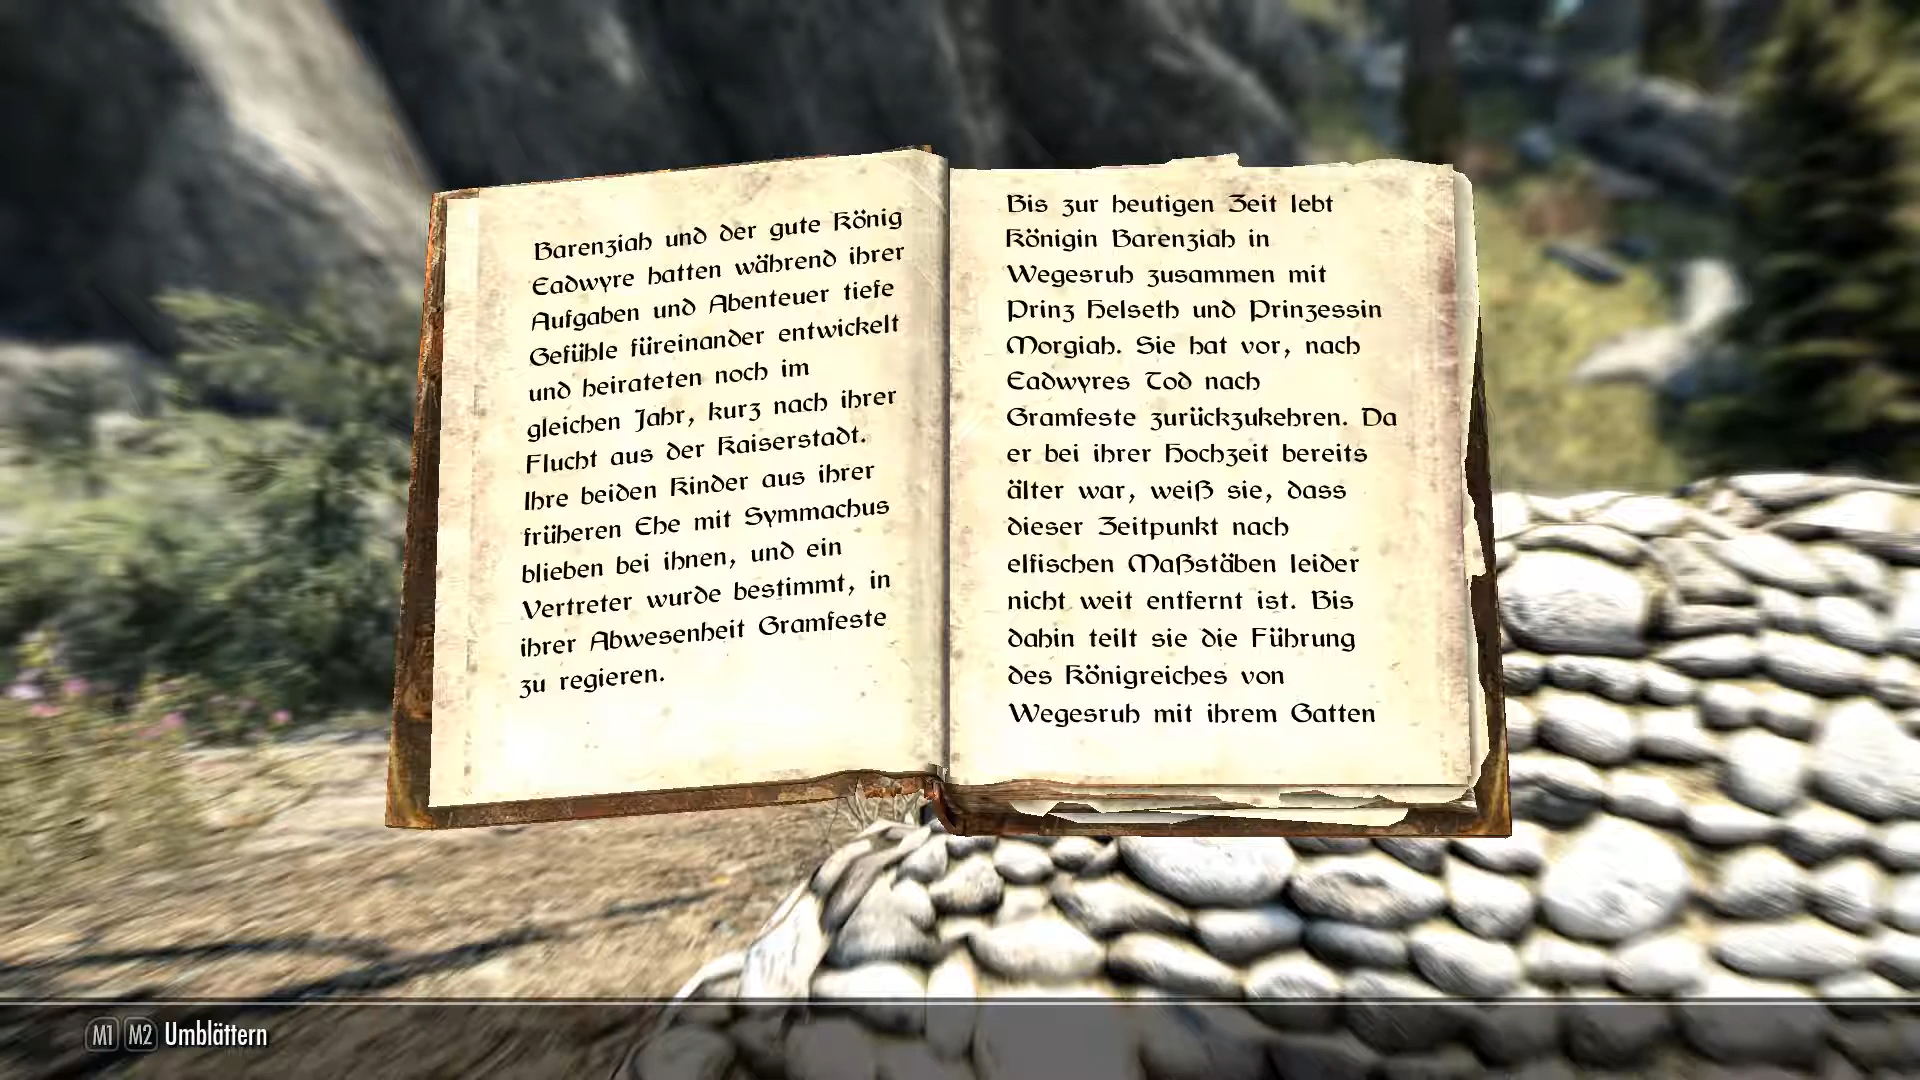 Barenziah und der gute König
Eadwyre hatten während ihrer
Aufgaben und Abenteuer tiefe
Gefühle füreinander entwickelt
und heirateten noch im
gleichen Jahr, kurz nach ihrer
Flucht aus der Kaiserstadt.
Ihre beiden Kinder aus ihrer
früheren Ehe mit Symmachus
blieben bei ihnen, und ein
Vertreter wurde bestimmt, in
ihrer Abwesenheit Gramfeste
zu regieren.
Bis zur heutigen Zeit lebt
Königin Barenziah in
Wegesruh zusammen mit
Prinz Helseth und Prinzessin
Morgiah. Sie hat vor, nach
Eadwyres Tod nach
Gramfeste zurückzukehren. Da
er bei ihrer Hochzeit bereits
älter war, weiß sie, dass
dieser Zeitpunkt nach
elfischen Maßstäben leider
nicht weit entfernt ist. Bis
dahin teilt sie die Führung
des Königreiches von
Wegesruh mit ihrem Gatten
M1 M2 Umblättern